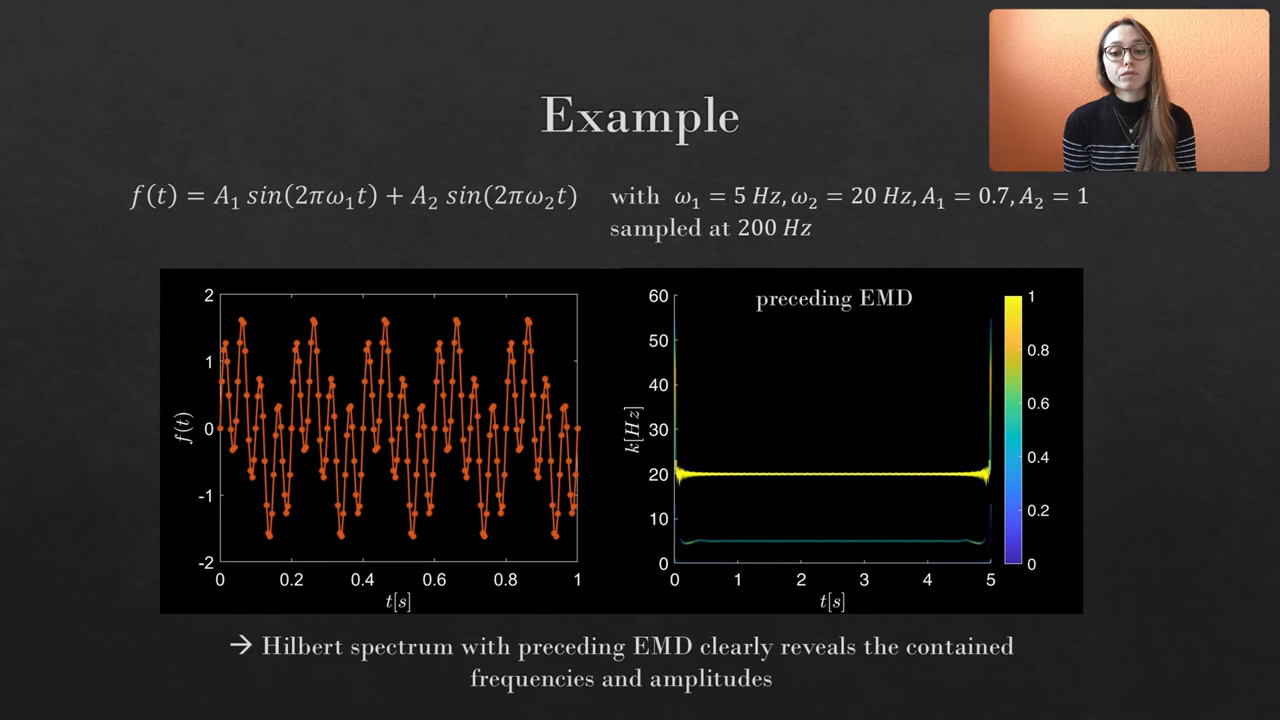 Example
f(t) = A₁ sin(2πω₁t) + A₂ sin(2πω₂t) with ω₁ = 5 Hz, ω₂ = 20 Hz, A₁ = 0.7, A₂ = 1
sampled at 200 Hz
2
1
0
-1
-2
f(t)
0 0.2 0.4 0.6 0.8 1
t[s]
preceding EMD
60
50
40
30
20
10
0
k[Hz]
0 1 2 3 4 5
t[s]
1
0.8
0.6
0.4
0.2
0
→ Hilbert spectrum with preceding EMD clearly reveals the contained
frequencies and amplitudes